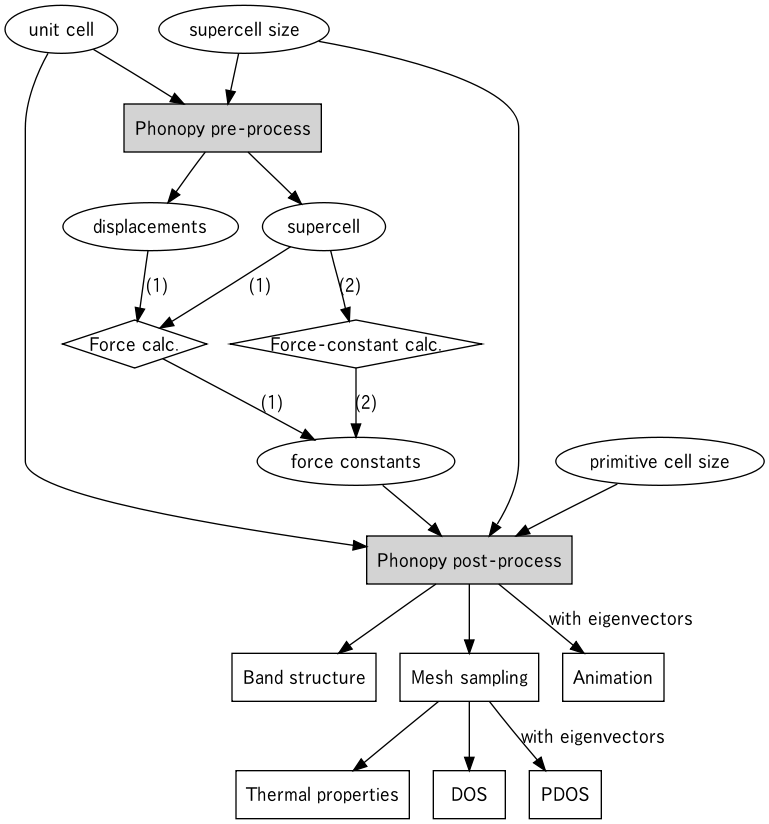 unit cell
supercell size
Phonopy pre-process
displacements
supercell
(1)
(1)
(2)
Force calc.
Force-constant calc.
(1)
(2)
force constants
primitive cell size
Phonopy post-process
with eigenvectors
Band structure
Mesh sampling
Animation
with eigenvectors
Thermal properties
DOS
PDOS